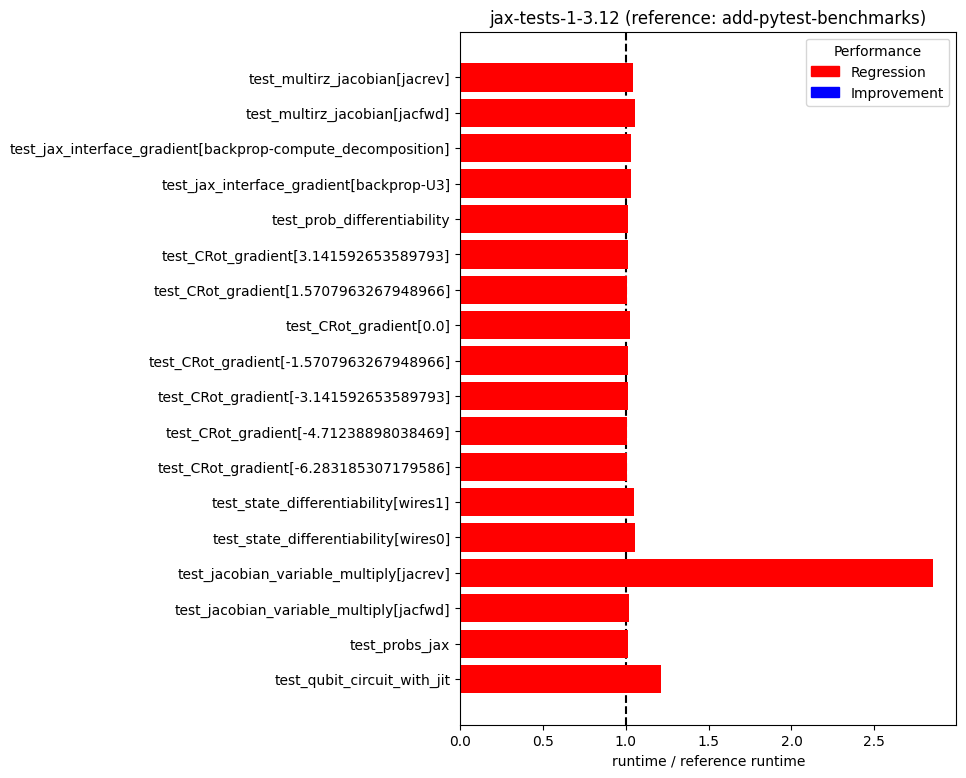 jax-tests-1-3.12 (reference: add-pytest-benchmarks)
Performance
Regression
Improvement
test_multirz_jacobian[jacrev]
test_multirz_jacobian[jacfwd]
test_jax_interface_gradient[backprop-compute_decomposition]
test_jax_interface_gradient[backprop-U3]
test_prob_differentiability
test_CRot_gradient[3.141592653589793]
test_CRot_gradient[1.5707963267948966]
test_CRot_gradient[0.0]
test_CRot_gradient[-1.5707963267948966]
test_CRot_gradient[-3.141592653589793]
test_CRot_gradient[-4.71238898038469]
test_CRot_gradient[-6.283185307179586]
test_state_differentiability[wires1]
test_state_differentiability[wires0]
test_jacobian_variable_multiply[jacrev]
test_jacobian_variable_multiply[jacfwd]
test_probs_jax
test_qubit_circuit_with_jit
0.0 0.5 1.0 1.5 2.0 2.5
runtime / reference runtime